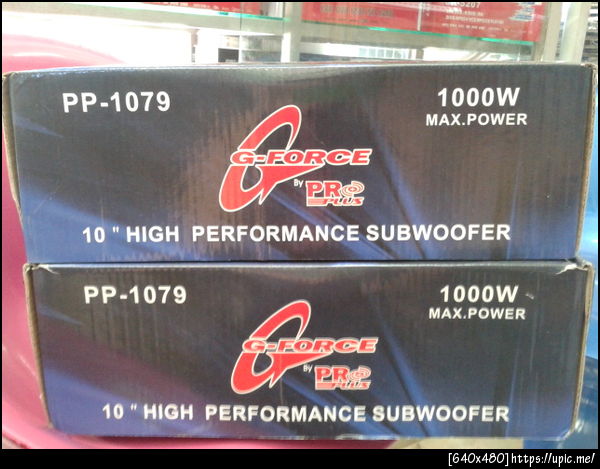 PP-1079
1000W
MAX.POWER
G-FORCE
By PRO
PLUS
10 " HIGH PERFORMANCE SUBWOOFER
PP-1079
1000W
MAX.POWER
G-FORCE
By PRO
PLUS
10 " HIGH PERFORMANCE SUBWOOFER
[640x480]https://upic.me/